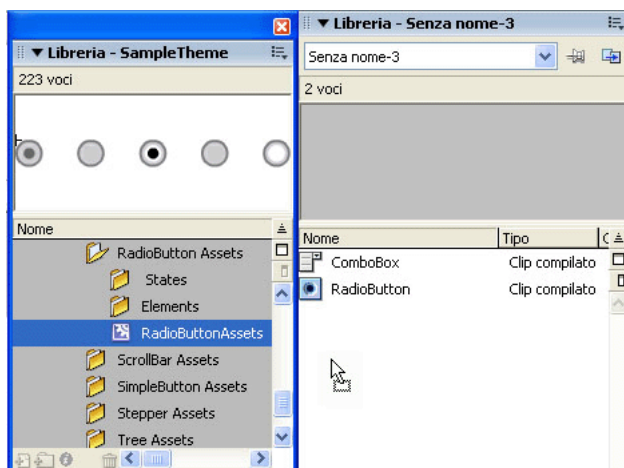 Libreria - SampleTheme
223 voci
Nome
RadioButton Assets
States
Elements
RadioButtonAssets
ScrollBar Assets
SimpleButton Assets
Stepper Assets
Tree Assets
Libreria - Senza nome-3
Senza nome-3
2 voci
Nome Tipo
ComboBox Clip compilato
RadioButton Clip compilato